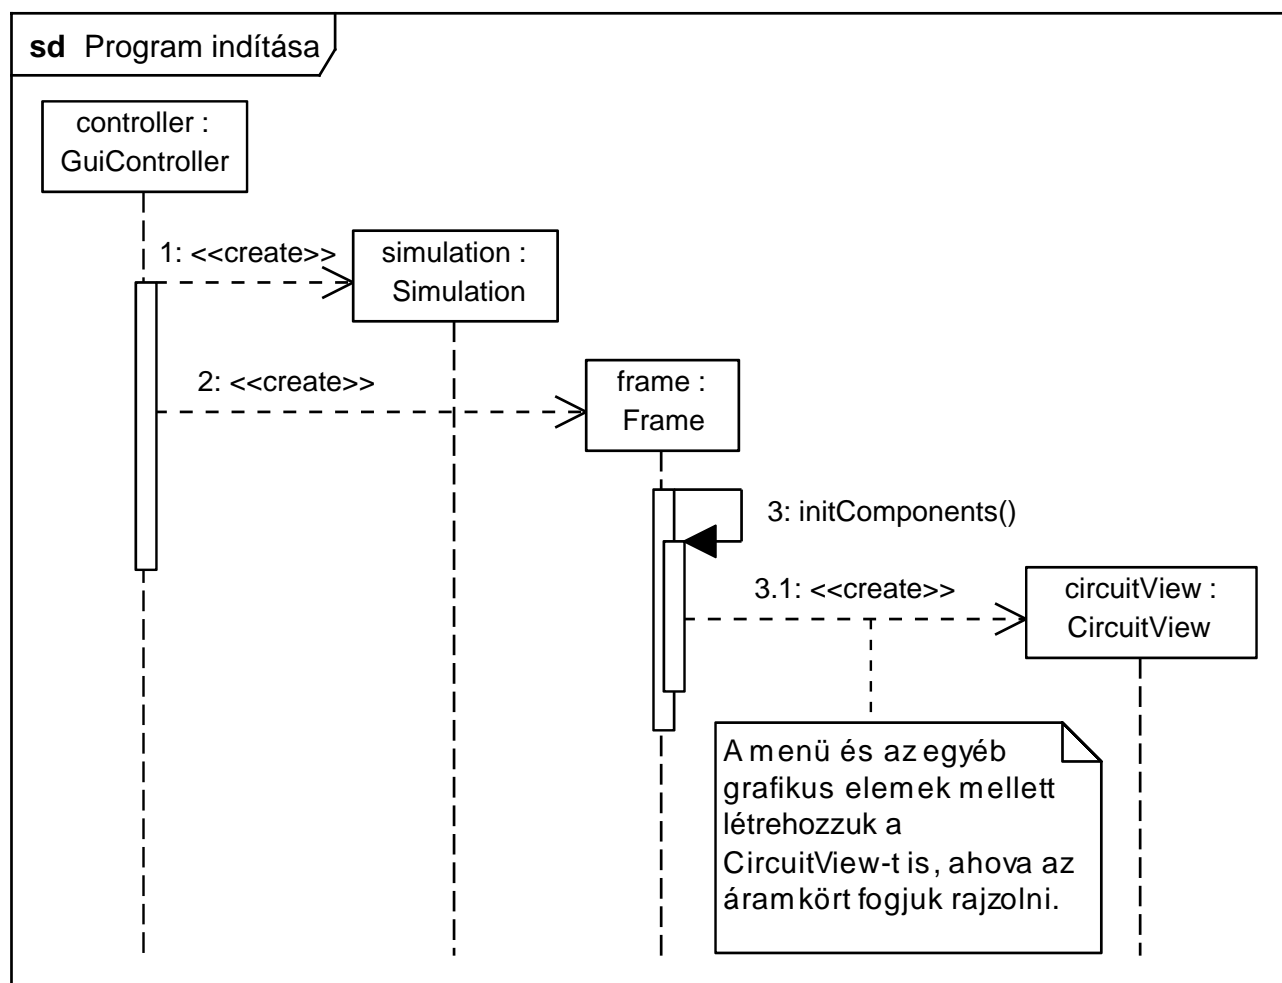 sd Program indítása
controller :
GuiController
1: <<create>>
simulation :
Simulation
2: <<create>>
frame :
Frame
3: initComponents()
3.1: <<create>>
circuitView :
CircuitView
A menü és az egyéb
grafikus elemek mellett
létrehozzuk a
CircuitView-t is, ahova az
áramkört fogjuk rajzolni.